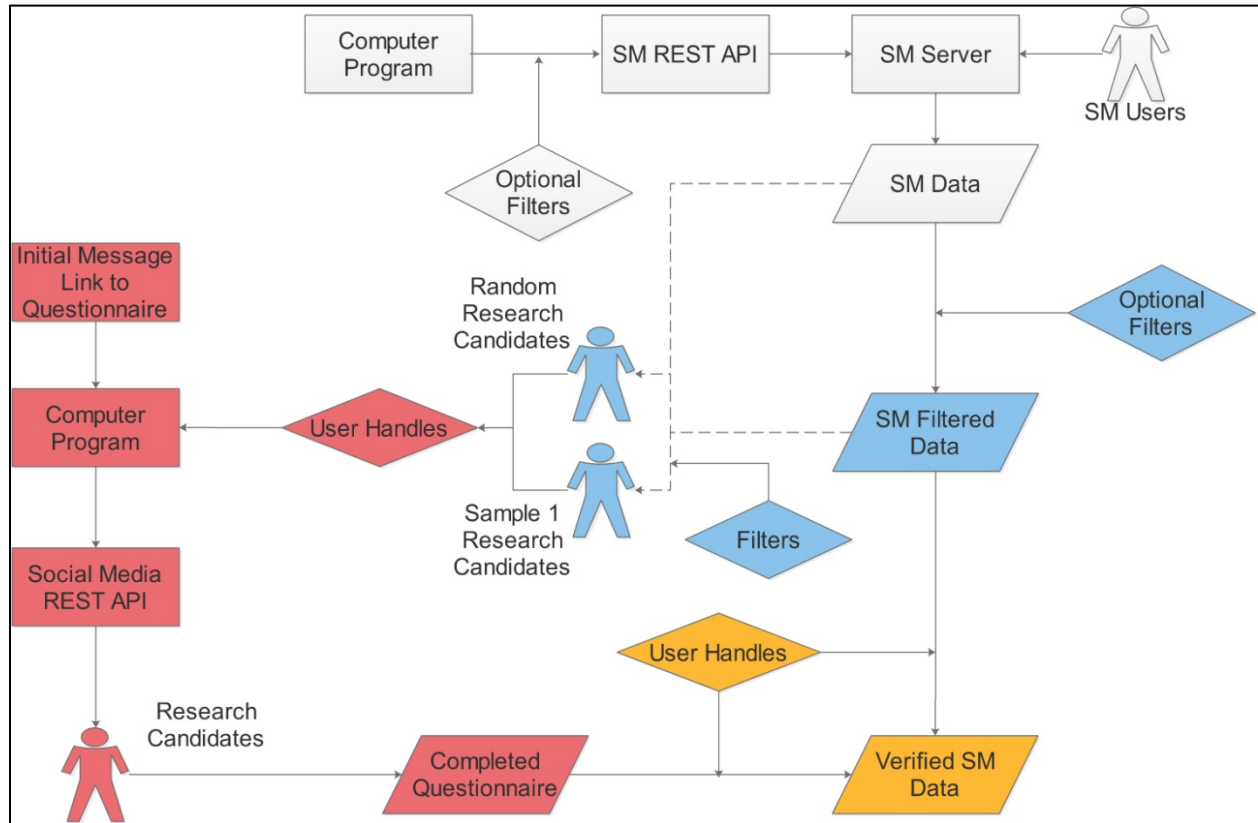 Computer
Program
SM REST API
SM Server
SM Users
Optional
Filters
SM Data
Initial Message
Link to
Questionnaire
Random
Research
Candidates
Optional
Filters
Computer
Program
User Handles
SM Filtered
Data
Sample 1
Research
Candidates
Filters
Social Media
REST API
User Handles
Research
Candidates
Completed
Questionnaire
Verified SM
Data